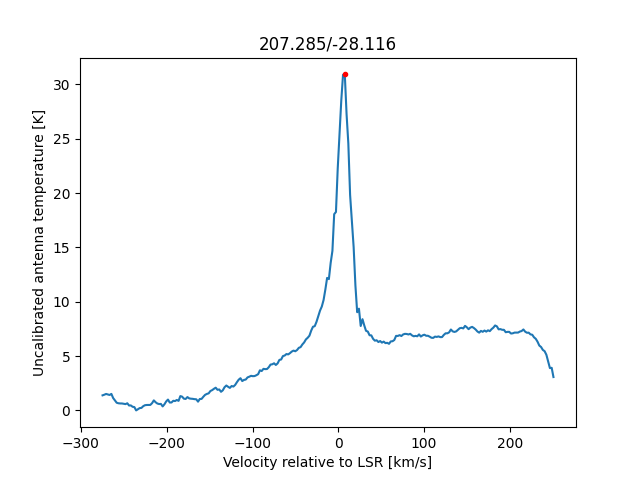 207.285/-28.116
Uncalibrated antenna temperature [K]
30
25
20
15
10
5
0
−300 −200 −100 0 100 200
Velocity relative to LSR [km/s]